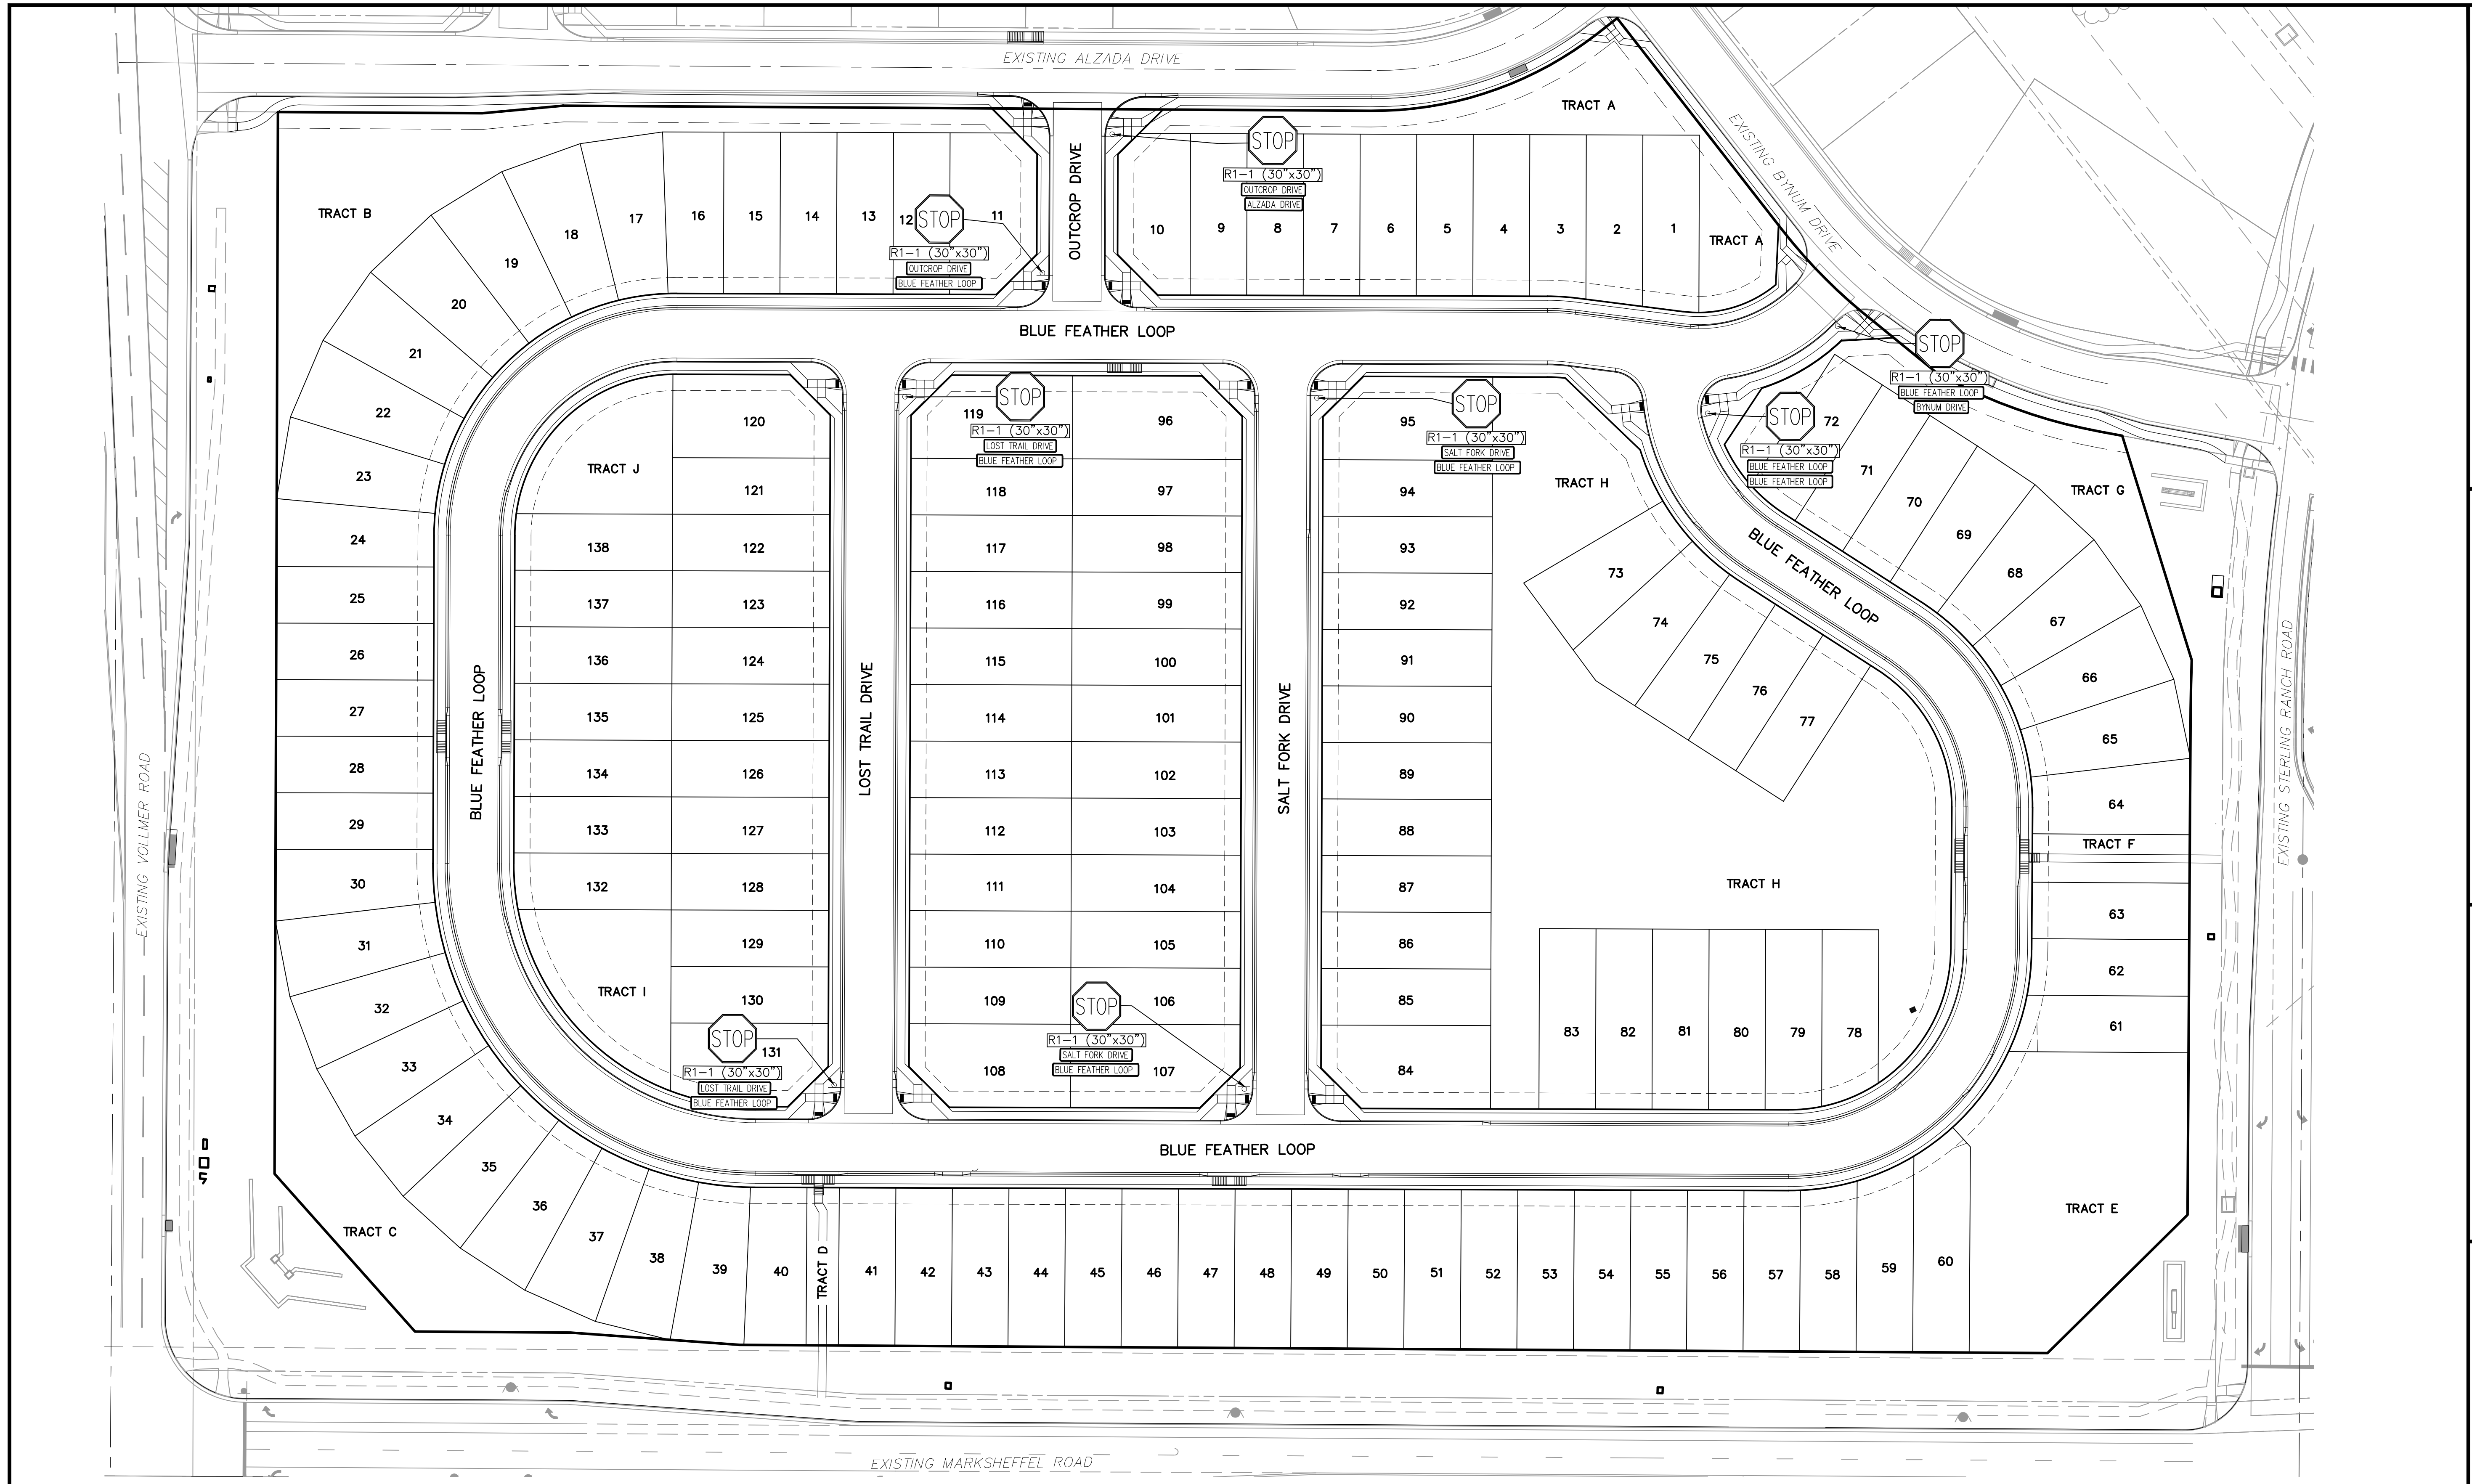 EXISTING ALZADA DRIVE
TRACT A
EXISTING BYNUM DRIVE
TRACT B
OUTCROP DRIVE
STOP
R1-1 (30"x30")
OUTCROP DRIVE
ALZADA DRIVE
STOP
R1-1 (30"x30")
OUTCROP DRIVE
BLUE FEATHER LOOP
17
16
15
14
13
12
11
10
9
8
7
6
5
4
3
2
1
TRACT A
18
19
20
21
22
23
24
25
26
27
28
29
30
31
32
33
34
35
36
37
38
39
40
BLUE FEATHER LOOP
STOP
R1-1 (30"x30")
BLUE FEATHER LOOP
BYNUM DRIVE
STOP
R1-1 (30"x30")
BLUE FEATHER LOOP
BLUE FEATHER LOOP
STOP
R1-1 (30"x30")
LOST TRAIL DRIVE
BLUE FEATHER LOOP
STOP
R1-1 (30"x30")
SALT FORK DRIVE
BLUE FEATHER LOOP
TRACT J
120
121
138
122
137
123
136
124
135
125
134
126
133
127
132
128
129
TRACT I
130
131
STOP
R1-1 (30"x30")
LOST TRAIL DRIVE
BLUE FEATHER LOOP
BLUE FEATHER LOOP
LOST TRAIL DRIVE
119
96
118
97
117
98
116
99
115
100
114
101
113
102
112
103
111
104
110
105
109
106
108
107
STOP
R1-1 (30"x30")
SALT FORK DRIVE
BLUE FEATHER LOOP
SALT FORK DRIVE
95
94
93
92
91
90
89
88
87
86
85
84
TRACT H
73
74
75
76
77
TRACT H
83
82
81
80
79
78
BLUE FEATHER LOOP
72
71
70
69
68
67
66
65
64
TRACT G
TRACT F
63
62
61
TRACT E
BLUE FEATHER LOOP
TRACT C
TRACT D
41
42
43
44
45
46
47
48
49
50
51
52
53
54
55
56
57
58
59
60
EXISTING VOLLMER ROAD
EXISTING STERLING RANCH ROAD
EXISTING MARKSHEFFEL ROAD